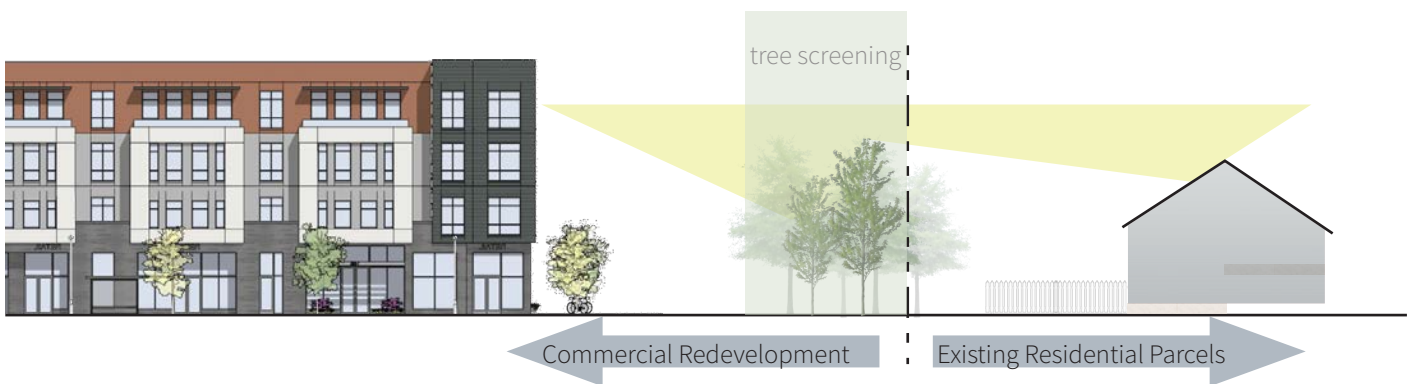 tree screening
Commercial Redevelopment
Existing Residential Parcels